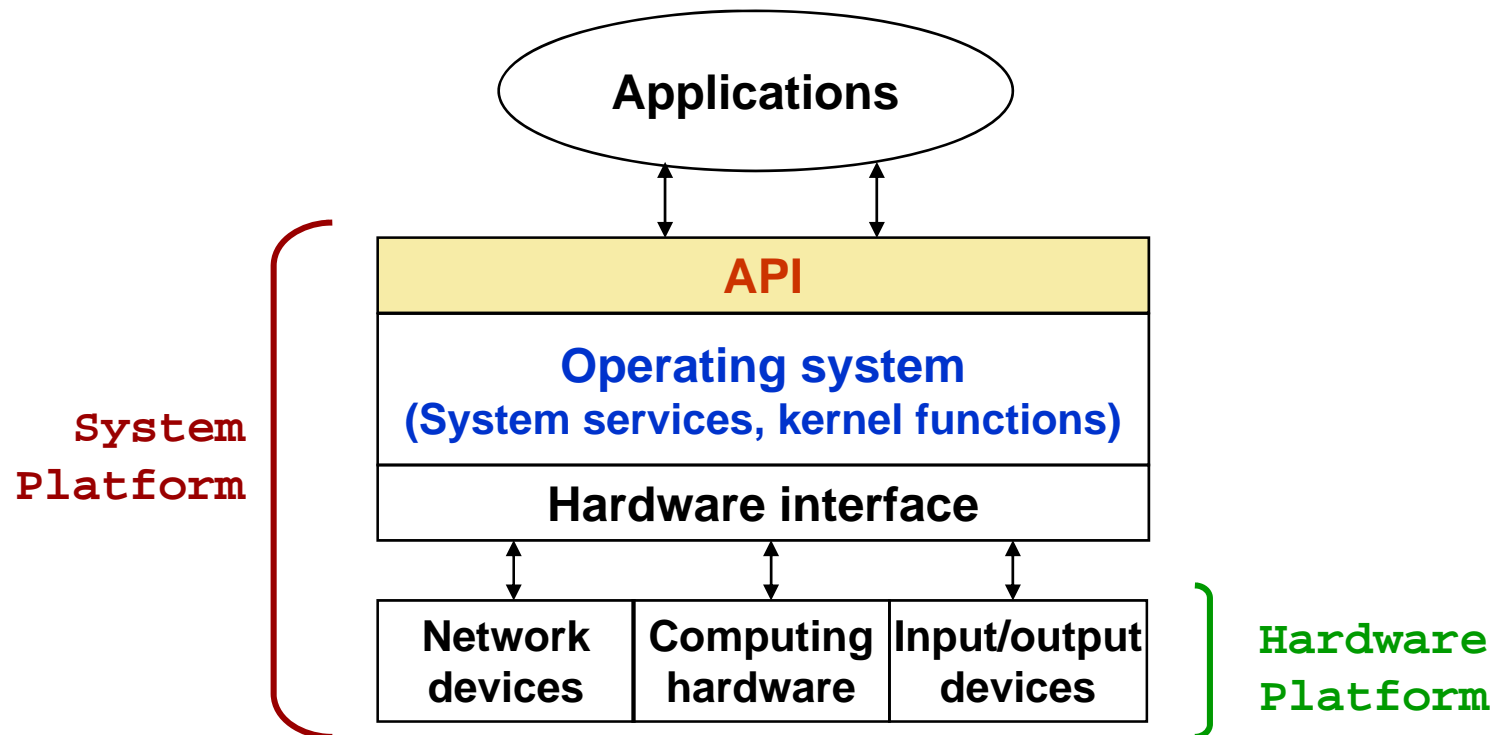 Applications
API
Operating system
(System services, kernel functions)
System
Platform
Hardware interface
Network
devices
Computing
hardware
Input/output
devices
Hardware
Platform